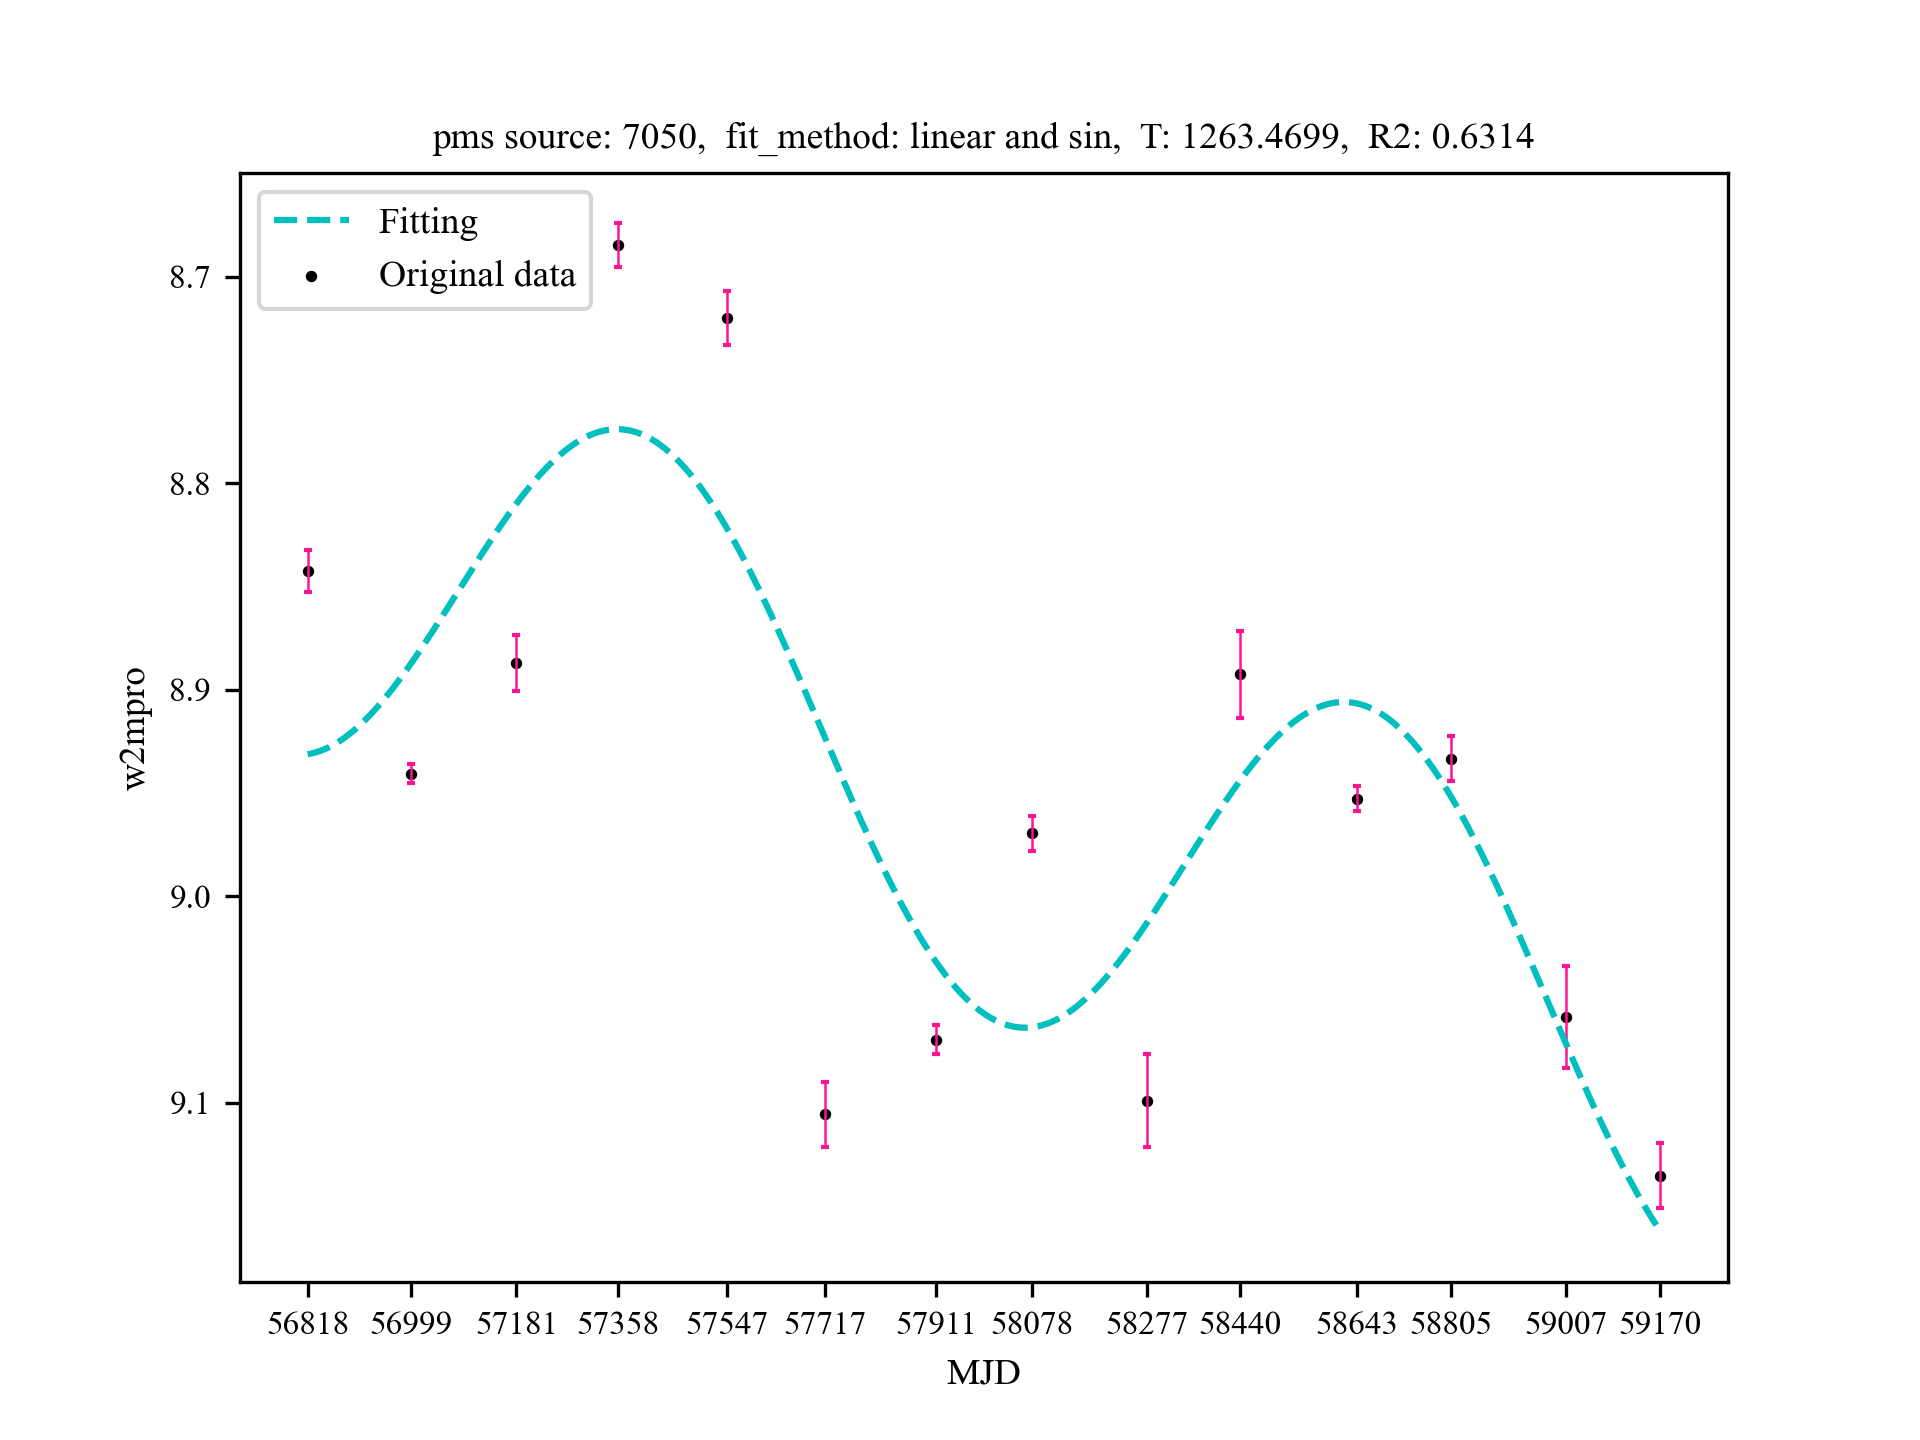 pms source: 7050, fit_method: linear and sin, T: 1263.4699, R2: 0.6314
Fitting
Original data
8.7
8.8
8.9
9.0
9.1
w2mpro
56818 56999 57181 57358 57547 57717 57911 58078 58277 58440 58643 58805 59007 59170
MJD